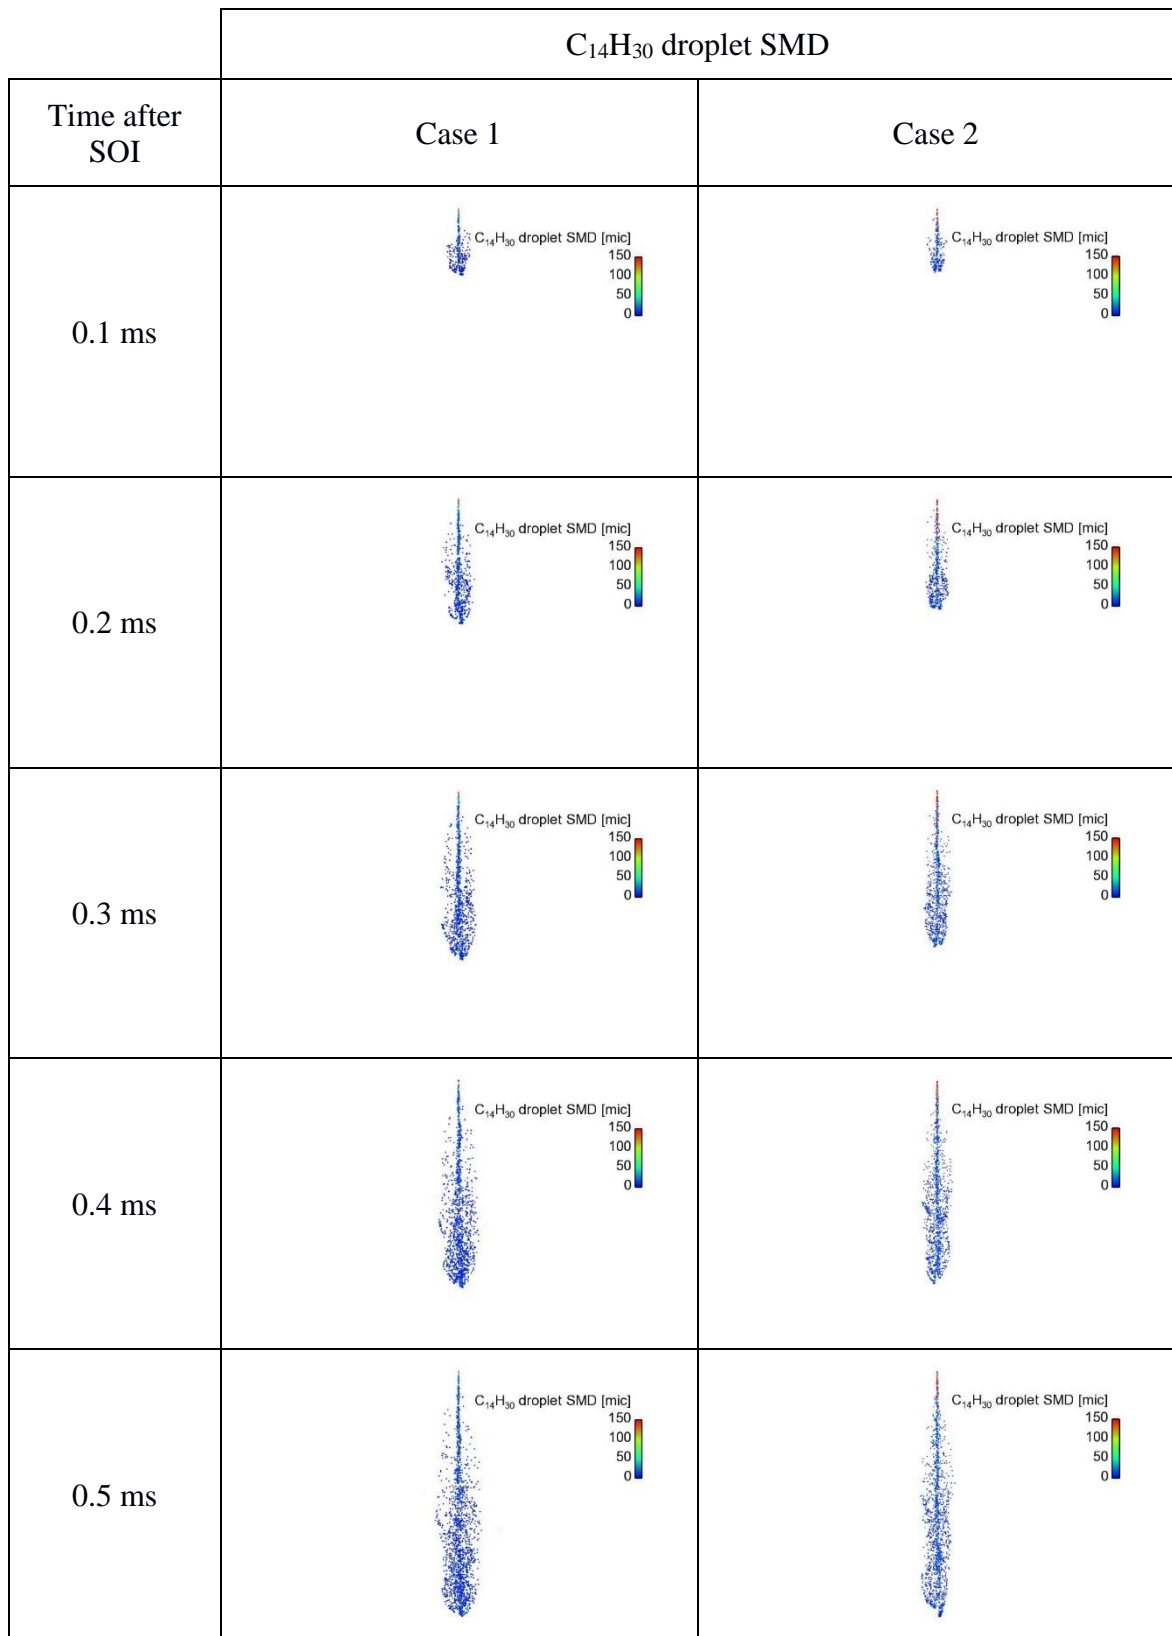 C₁₄H₃₀ droplet SMD
Time after
SOI
Case 1
Case 2
0.1 ms
C₁₄H₃₀ droplet SMD [mic]
150
100
50
0
C₁₄H₃₀ droplet SMD [mic]
150
100
50
0
0.2 ms
C₁₄H₃₀ droplet SMD [mic]
150
100
50
0
C₁₄H₃₀ droplet SMD [mic]
150
100
50
0
0.3 ms
C₁₄H₃₀ droplet SMD [mic]
150
100
50
0
C₁₄H₃₀ droplet SMD [mic]
150
100
50
0
0.4 ms
C₁₄H₃₀ droplet SMD [mic]
150
100
50
0
C₁₄H₃₀ droplet SMD [mic]
150
100
50
0
0.5 ms
C₁₄H₃₀ droplet SMD [mic]
150
100
50
0
C₁₄H₃₀ droplet SMD [mic]
150
100
50
0